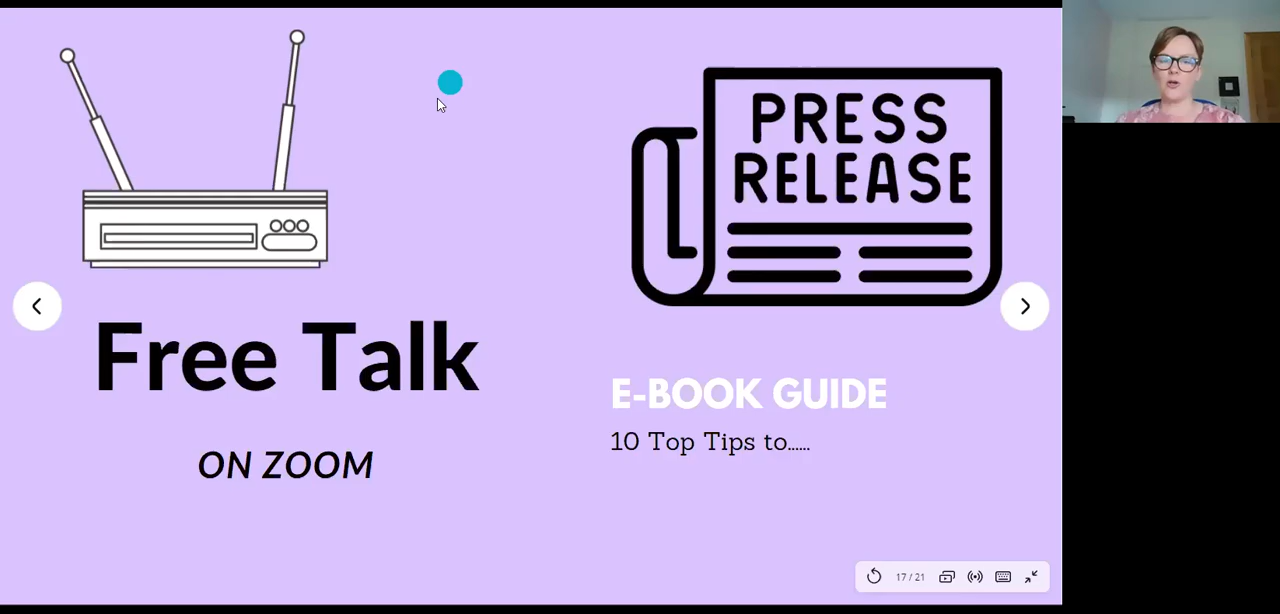 Free Talk
ON ZOOM
PRESS
RELEASE
E-BOOK GUIDE
10 Top Tips to......
17 / 21